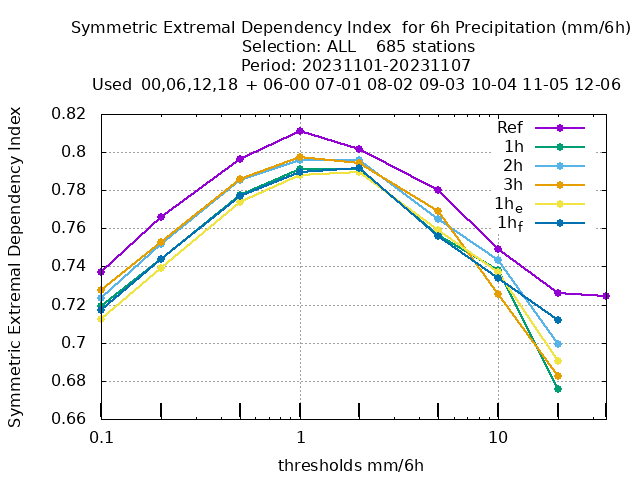 Symmetric Extremal Dependency Index  for 6h Precipitation (mm/6h)
Selection: ALL    685 stations
Period: 20231101-20231107
Used  00,06,12,18  + 06-00 07-01 08-02 09-03 10-04 11-05 12-06
Symmetric Extremal Dependency Index
0.82
0.8
0.78
0.76
0.74
0.72
0.7
0.68
0.66
Ref
1h
2h
3h
1h_e
1h_f
0.1 1 10
thresholds mm/6h